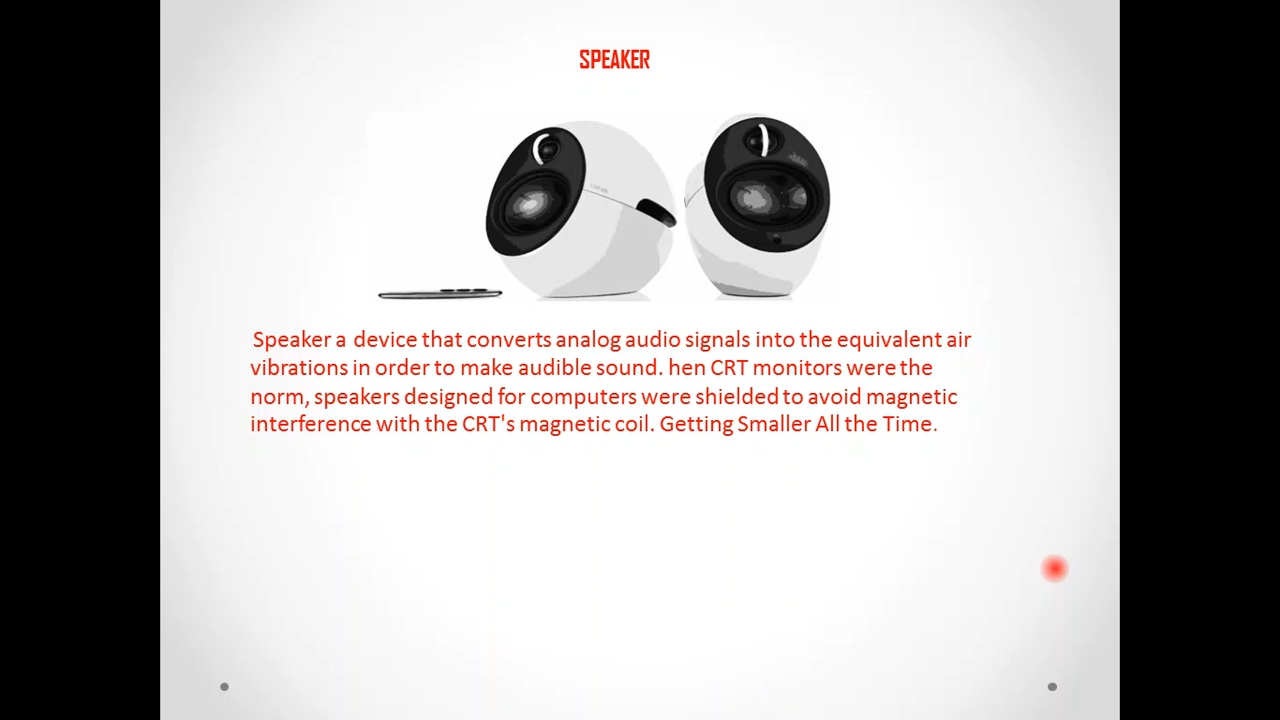 SPEAKER
Speaker a device that converts analog audio signals into the equivalent air
vibrations in order to make audible sound. hen CRT monitors were the
norm, speakers designed for computers were shielded to avoid magnetic
interference with the CRT's magnetic coil. Getting Smaller All the Time.